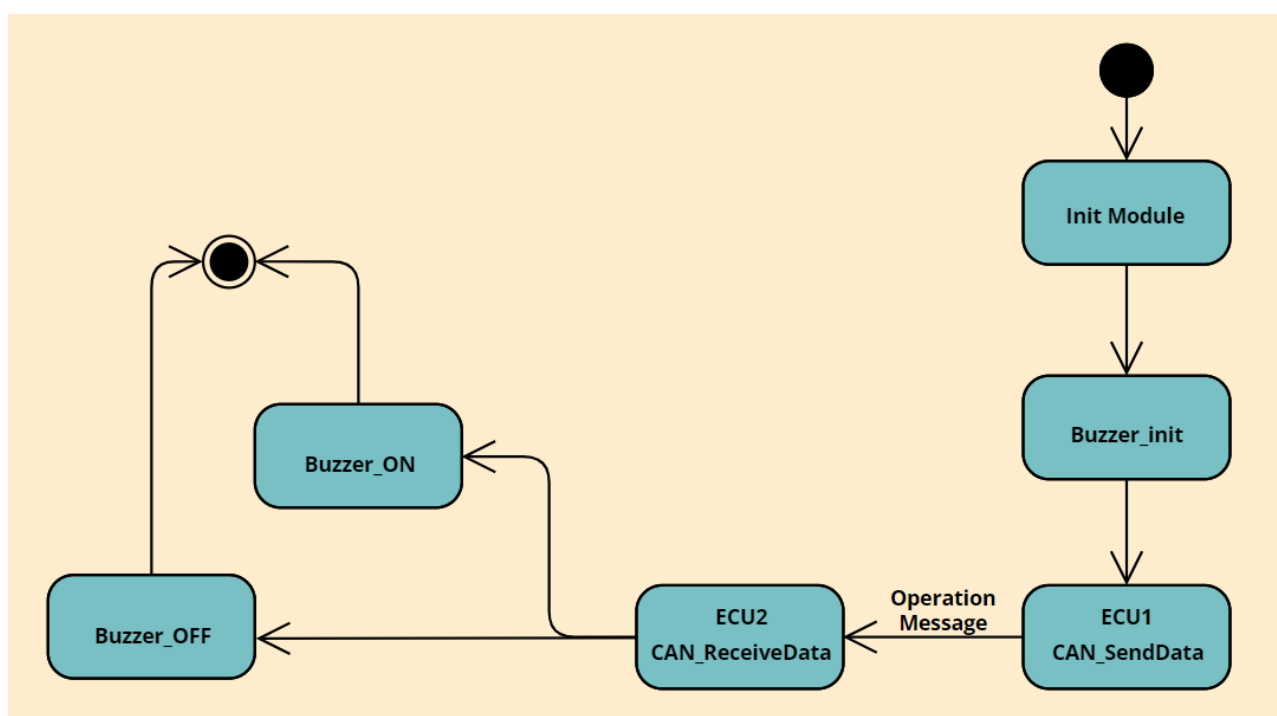 Init Module
Buzzer_init
ECU1
CAN_SendData
Operation
Message
ECU2
CAN_ReceiveData
Buzzer_ON
Buzzer_OFF